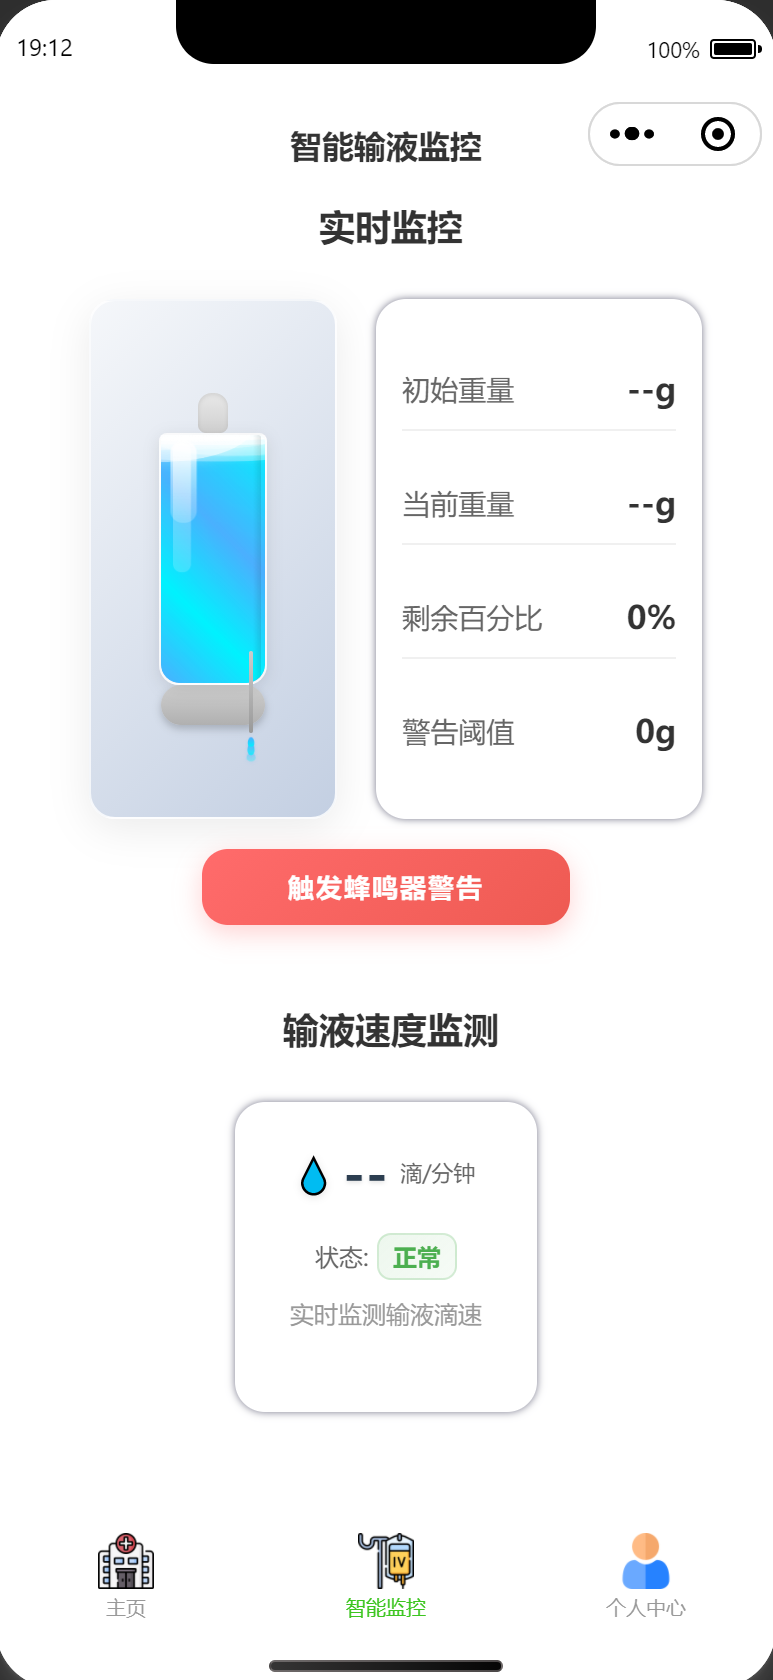 19:12
100%
智能输液监控
实时监控
初始重量 --g
当前重量 --g
剩余百分比 0%
警告阈值 0g
触发蜂鸣器警告
输液速度监测
-- 滴/分钟
状态: 正常
实时监测输液滴速
IV
主页 智能监控 个人中心